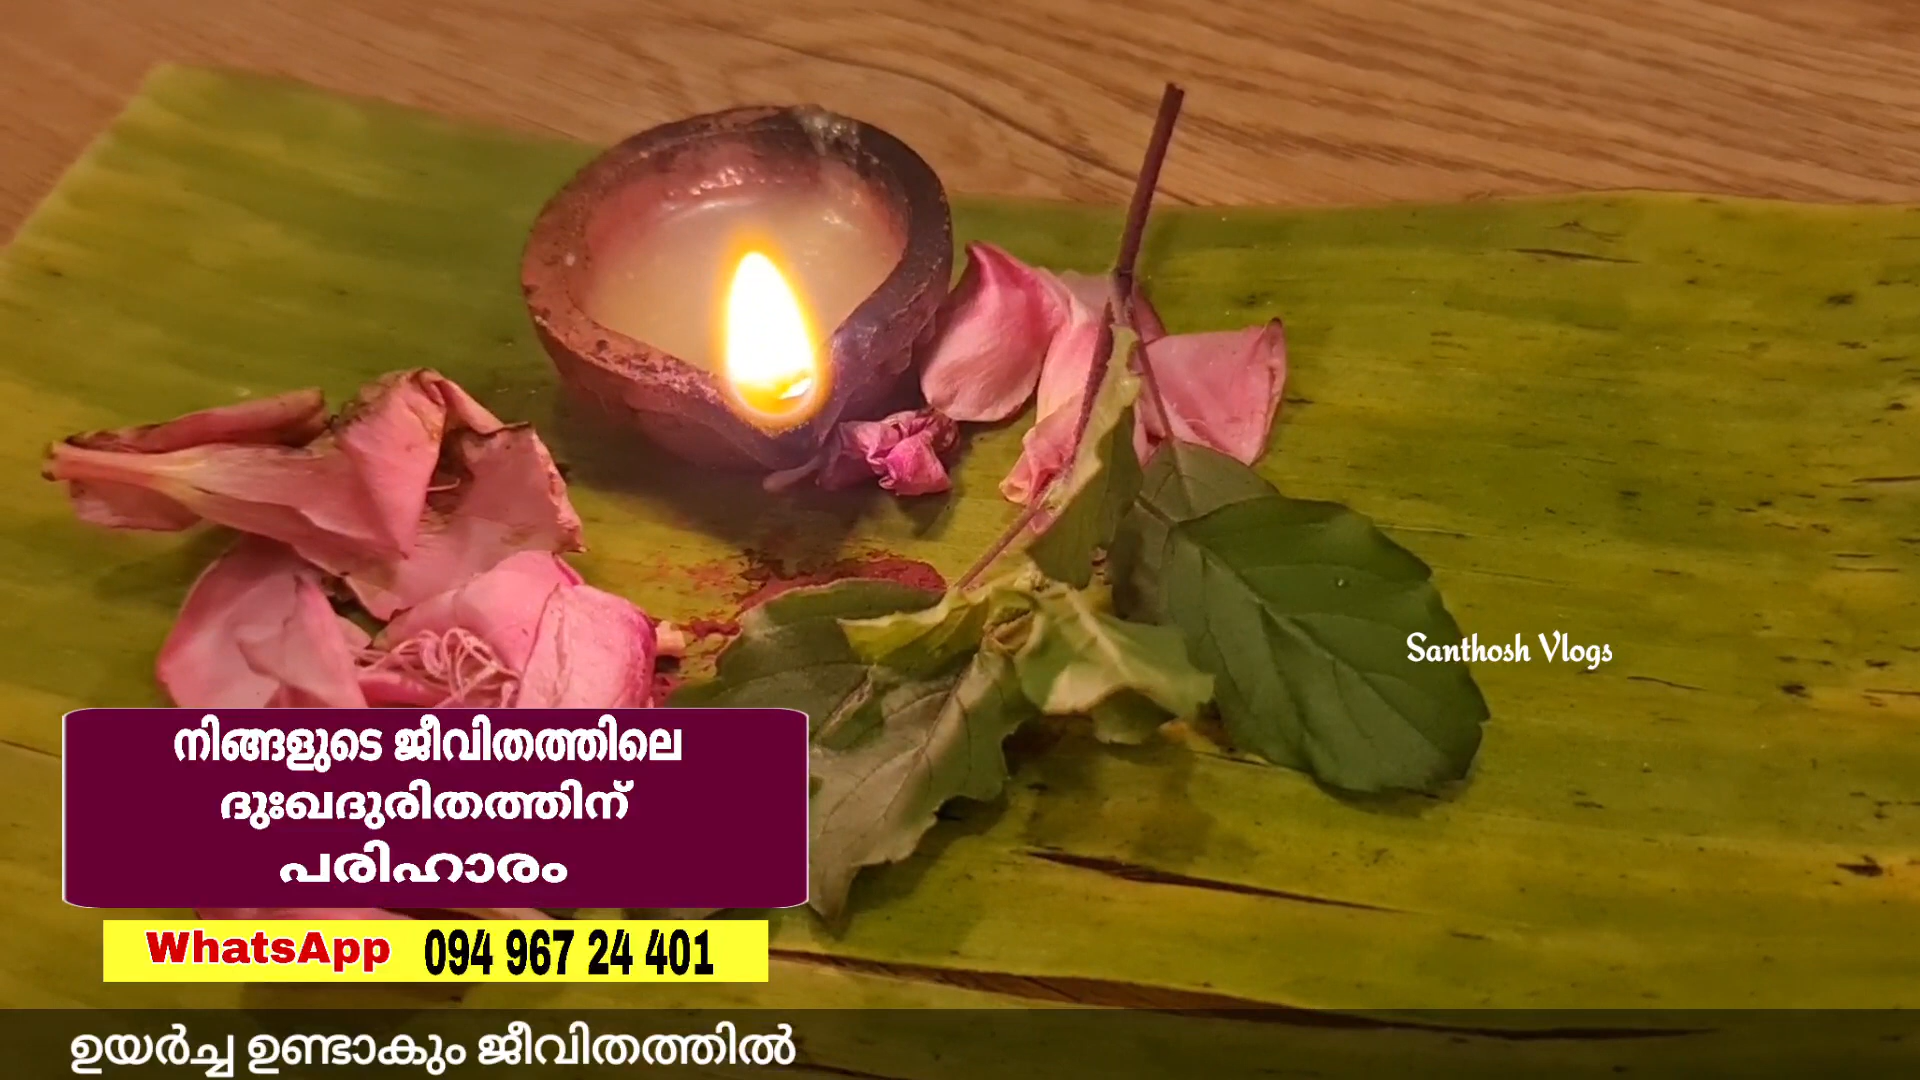 Santhosh Vlogs
നിങ്ങളുടെ ജീവിതത്തിലെ
ദുഃഖദുരിതത്തിന്
പരിഹാരം
WhatsApp 094 967 24 401
ഉയർച്ച ഉണ്ടാകും ജീവിതത്തിൽ